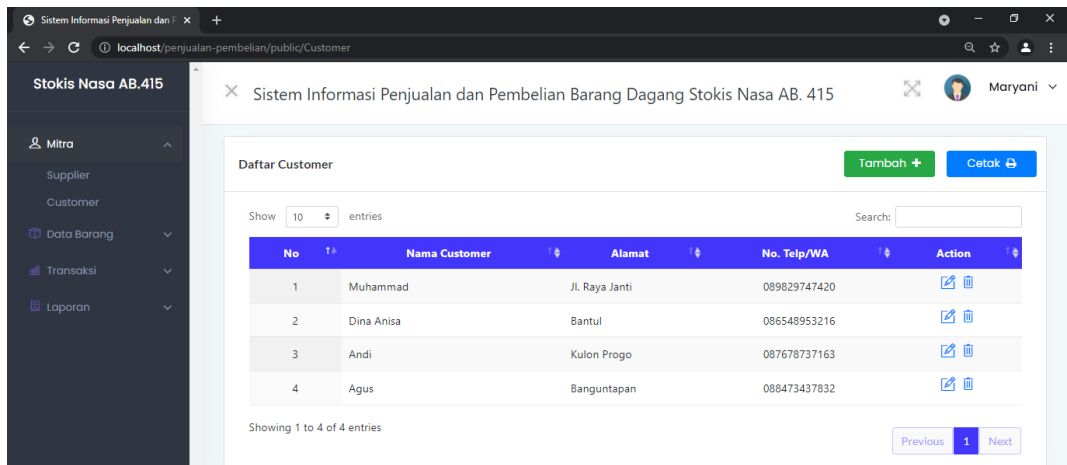 Sistem Informasi Penjualan dan P
localhost/penjualan-pembelian/public/Customer
Stokis Nasa AB.415
Sistem Informasi Penjualan dan Pembelian Barang Dagang Stokis Nasa AB. 415
Maryani
Mitra
Supplier
Customer
Data Barang
Transaksi
Laporan
Daftar Customer
Tambah +
Cetak
Show 10 entries
Search:
No Nama Customer Alamat No. Telp/WA Action
1 Muhammad Jl. Raya Janti 089829747420
2 Dina Anisa Bantul 086548953216
3 Andi Kulon Progo 087678737163
4 Agus Banguntapan 088473437832
Showing 1 to 4 of 4 entries
Previous 1 Next